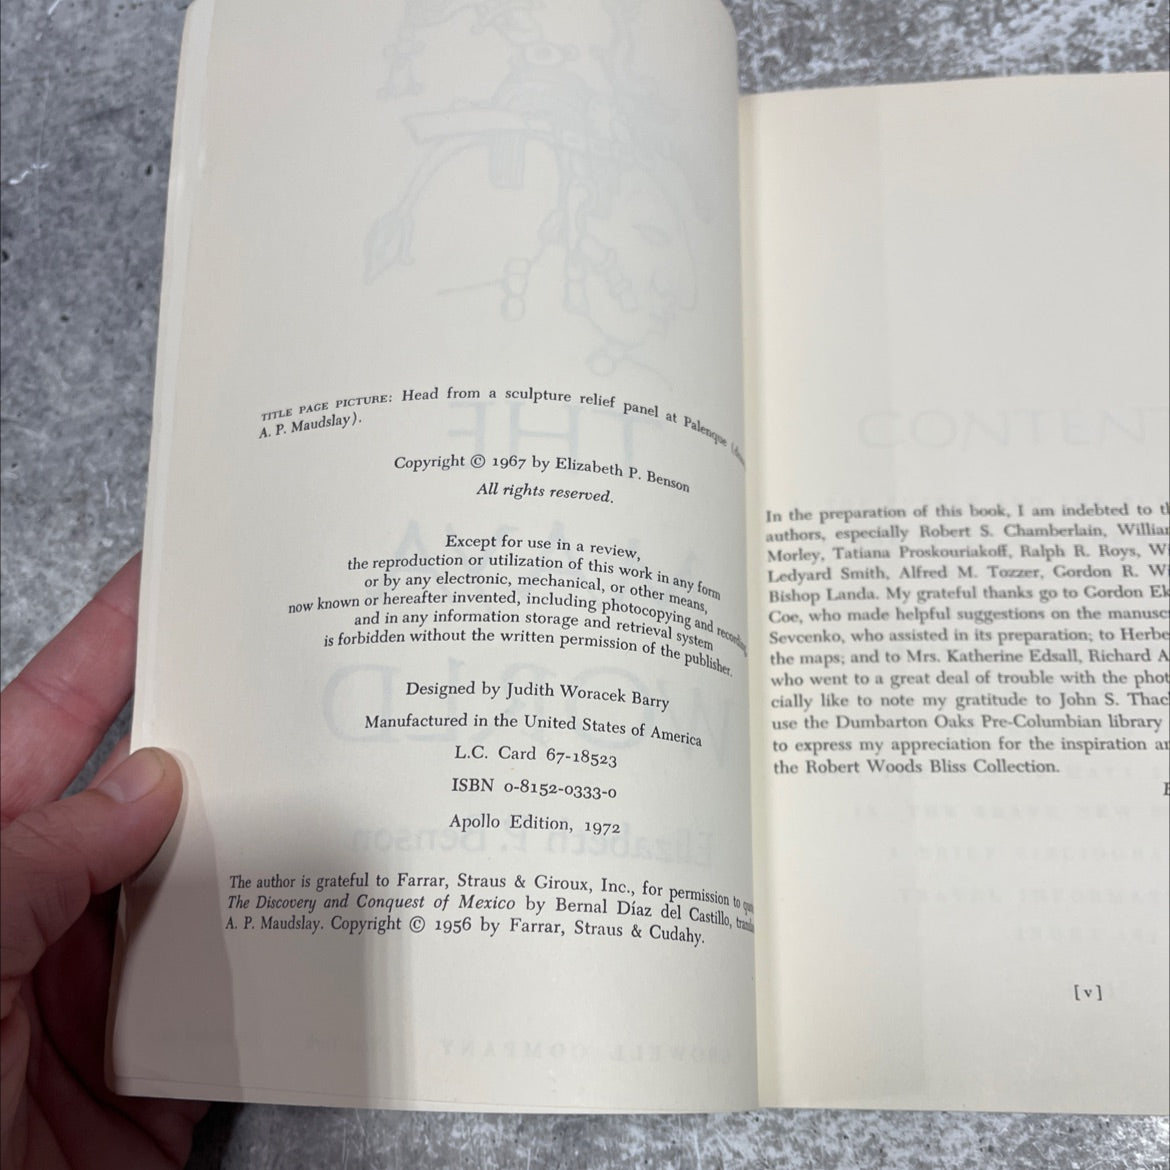 TITLE PAGE PICTURE: Head from a sculpture relief panel at Palenque
A. P. Maudslay).
Copyright © 1967 by Elizabeth P. Benson
All rights reserved.
Except for use in a review,
the reproduction or utilization of this work in any form
or by any electronic, mechanical, or other means,
now known or hereafter invented, including photocopying and recording,
and in any information storage and retrieval system
is forbidden without the written permission of the publisher.
Designed by Judith Woracek Barry
Manufactured in the United States of America
L.C. Card 67-18523
ISBN 0-8152-0333-0
Apollo Edition, 1972
The author is grateful to Farrar, Straus & Giroux, Inc., for permission to
The Discovery and Conquest of Mexico by Bernal Díaz del Castillo,
A. P. Maudslay. Copyright © 1956 by Farrar, Straus & Cudahy.
In the preparation of this book, I am indebted to
authors, especially Robert S. Chamberlain,
Morley, Tatiana Proskouriakoff, Ralph R. Roys,
Ledyard Smith, Alfred M. Tozzer, Gordon R.
Bishop Landa. My grateful thanks go to Gordon
Coe, who made helpful suggestions on the
Sevcenko, who assisted in its preparation; to
the maps; and to Mrs. Katherine Edsall, Richard
who went to a great deal of trouble with the
cially like to note my gratitude to John S.
use the Dumbarton Oaks Pre-Columbian library
to express my appreciation for the inspiration
the Robert Woods Bliss Collection.
[v]